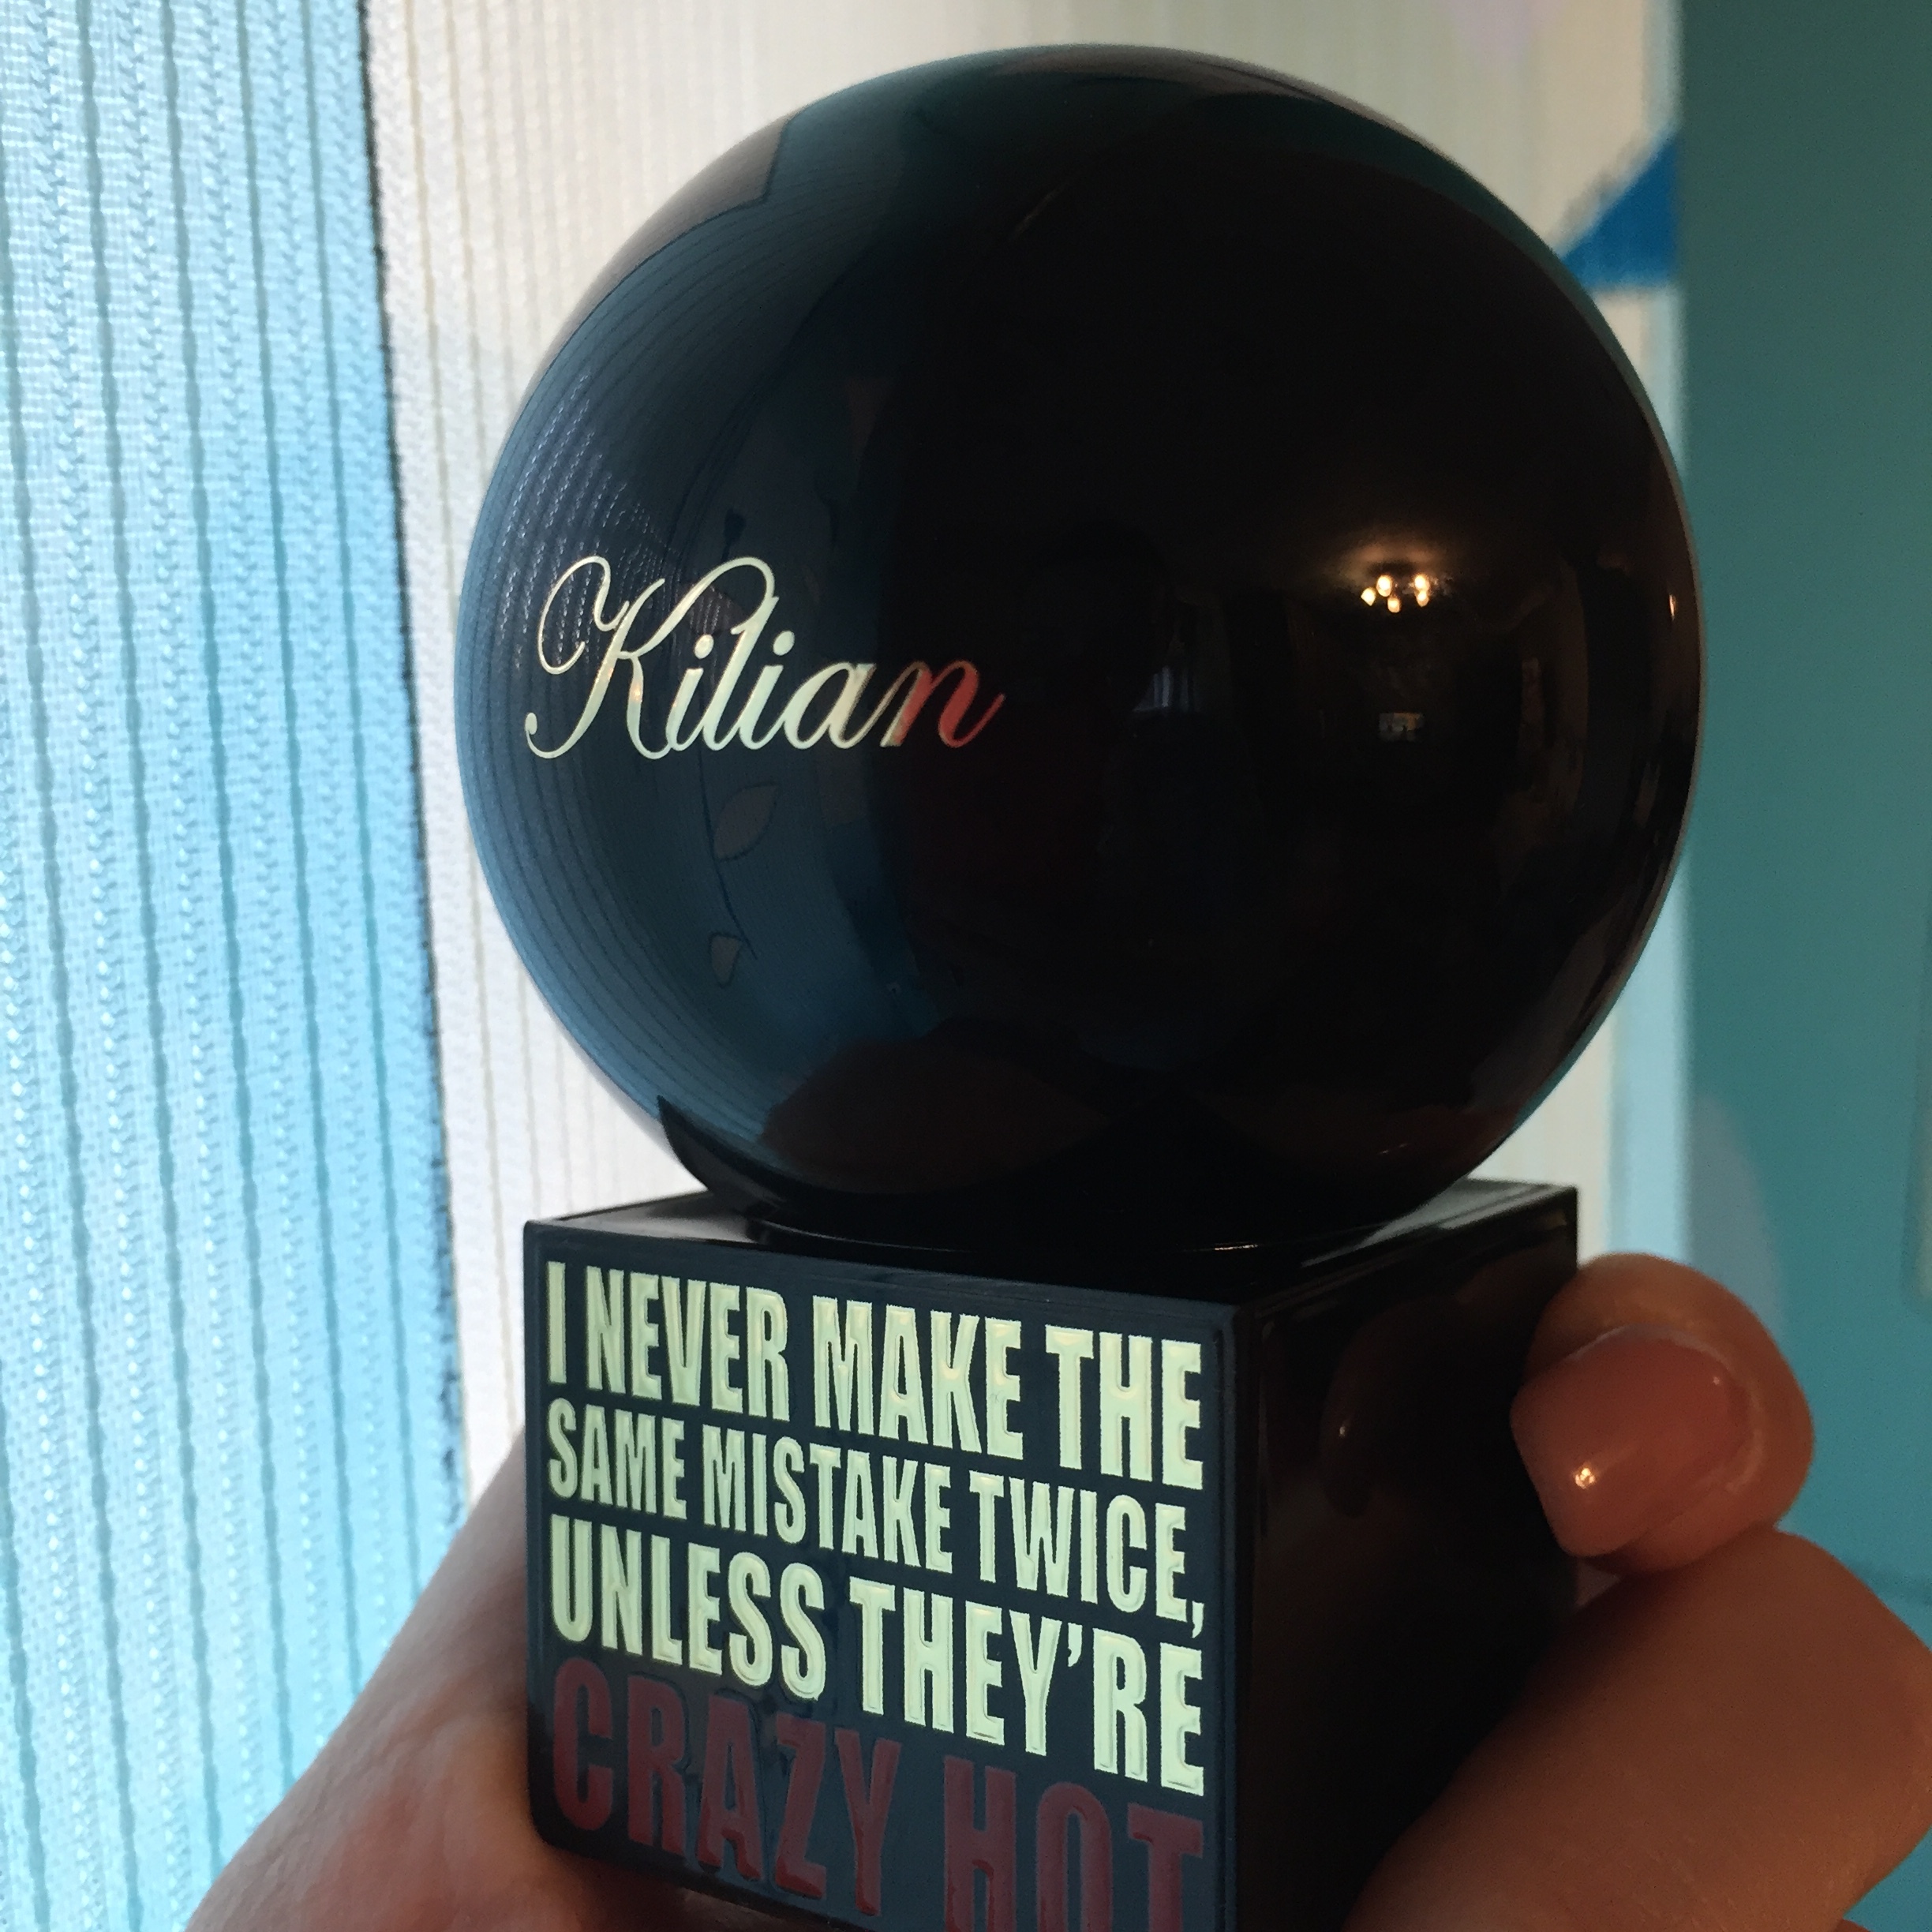 Kilian
I NEVER MAKE THE
SAME MISTAKE TWICE,
UNLESS THEY'RE
CRAZY HOT